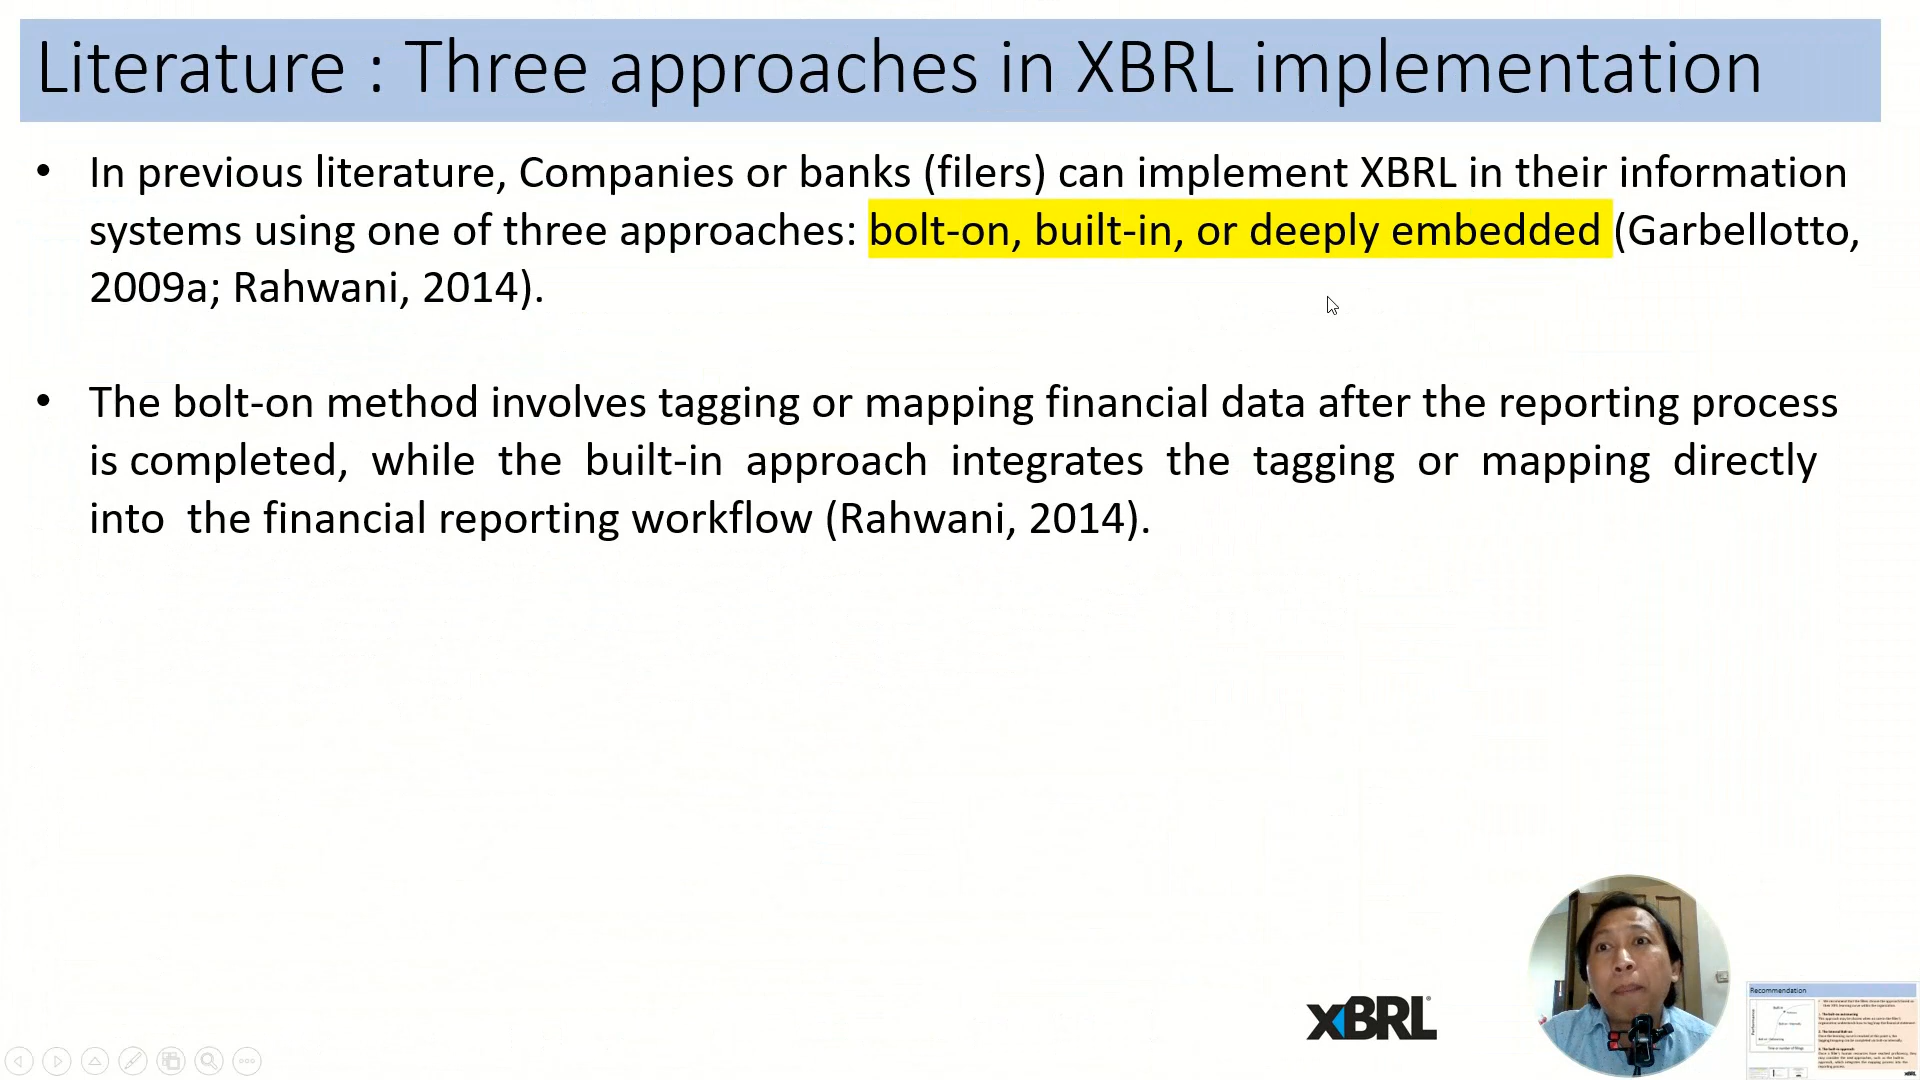 Literature : Three approaches in XBRL implementation
• In previous literature, Companies or banks (filers) can implement XBRL in their information
systems using one of three approaches: bolt-on, built-in, or deeply embedded (Garbellotto,
2009a; Rahwani, 2014).
• The bolt-on method involves tagging or mapping financial data after the reporting process
is completed, while the built-in approach integrates the tagging or mapping directly
into the financial reporting workflow (Rahwani, 2014).
XBRL
Recommendation